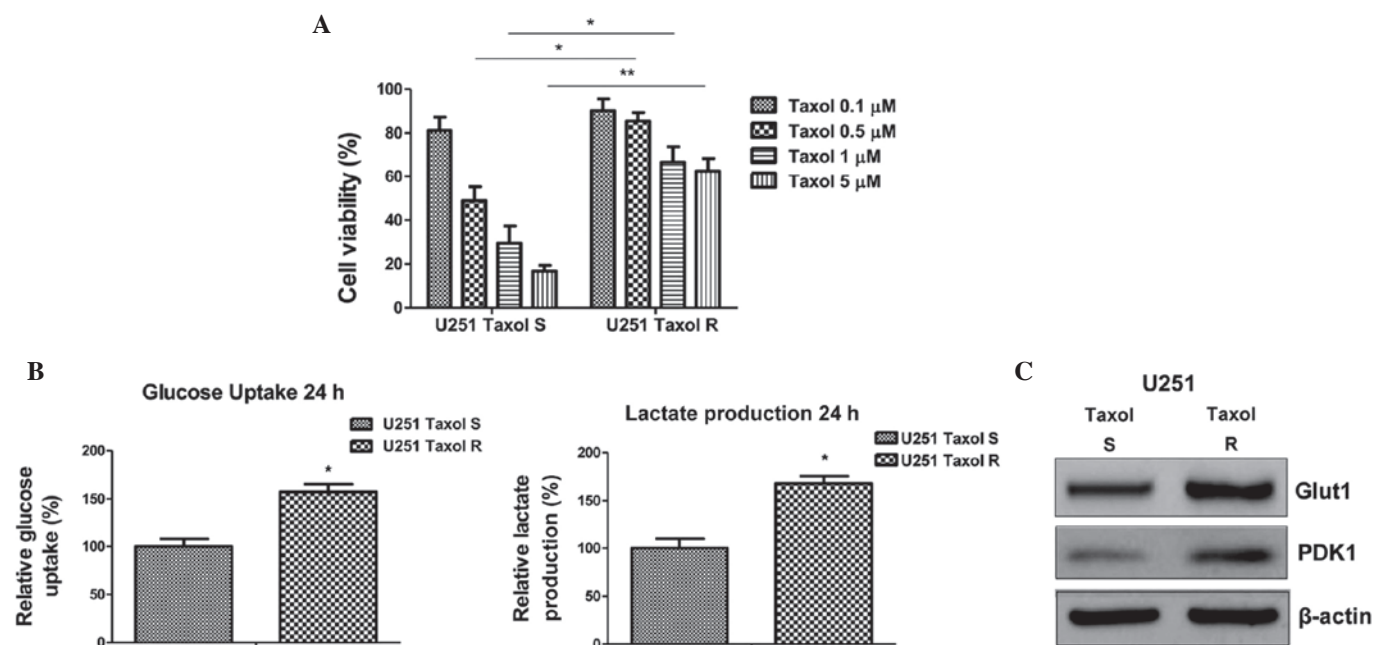 A
*
*
**
Cell viability (%)
100
80
60
40
20
0
U251 Taxol S
U251 Taxol R
Taxol 0.1 μM
Taxol 0.5 μM
Taxol 1 μM
Taxol 5 μM
B
Glucose Uptake 24 h
U251 Taxol S
U251 Taxol R
Relative glucose
uptake (%)
200
150
100
50
0
*
Lactate production 24 h
U251 Taxol S
U251 Taxol R
Relative lactate
production (%)
200
150
100
50
0
*
C
U251
Taxol Taxol
S R
Glut1
PDK1
β-actin